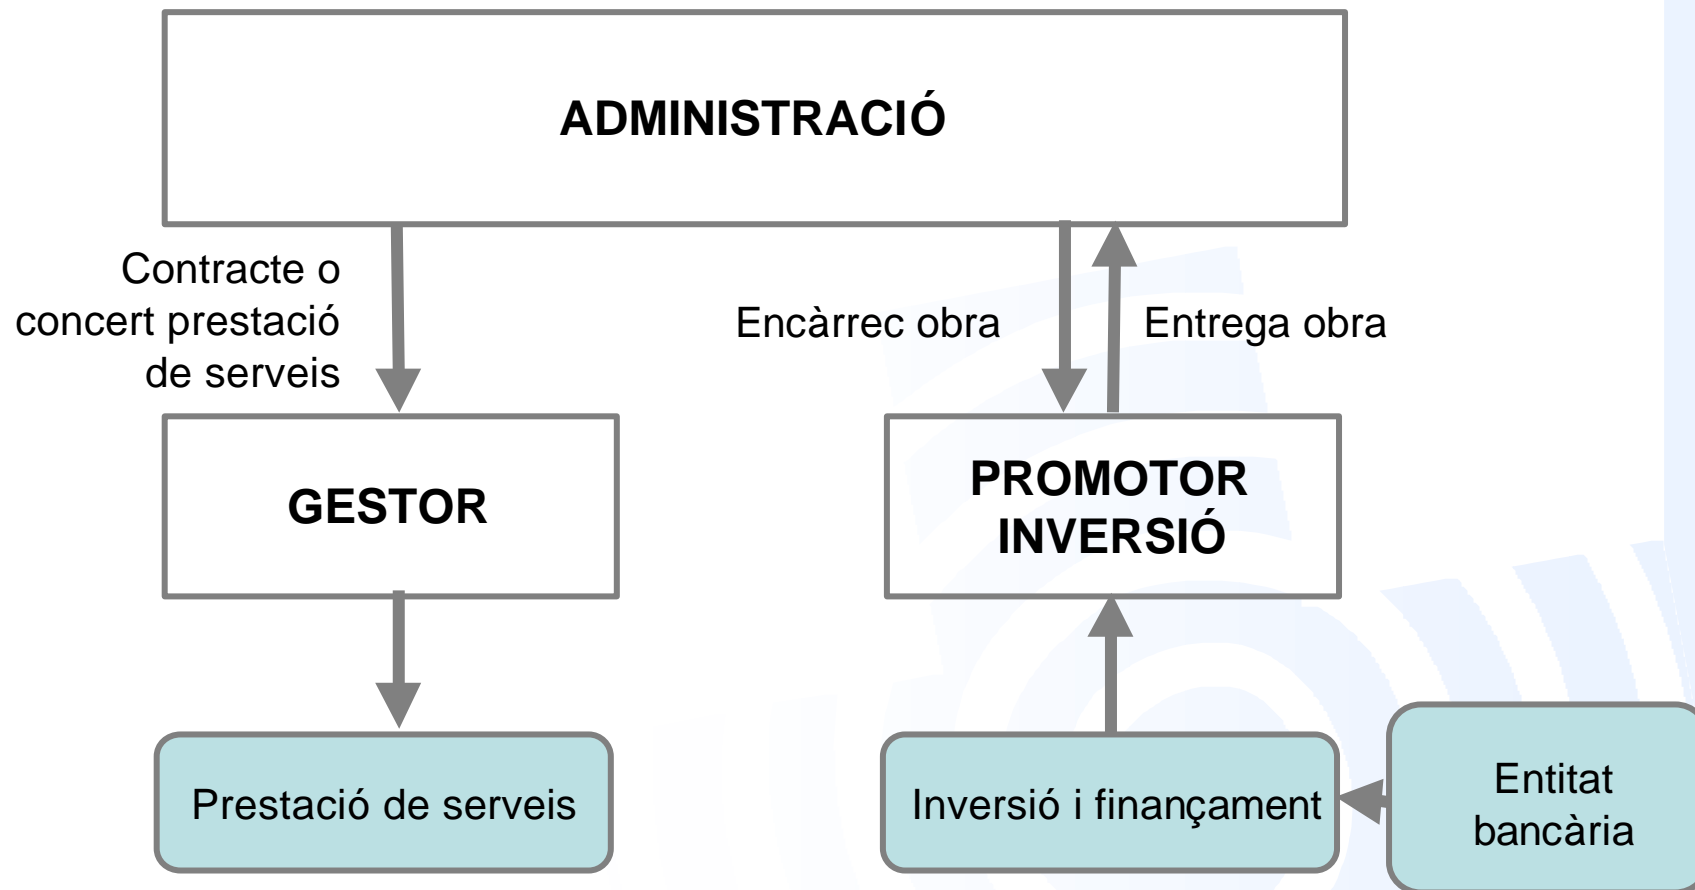 ADMINISTRACIÓ
Contracte o
concert prestació
de serveis
Encàrrec obra
Entrega obra
GESTOR
PROMOTOR
INVERSIÓ
Prestació de serveis
Inversió i finançament
Entitat
bancària